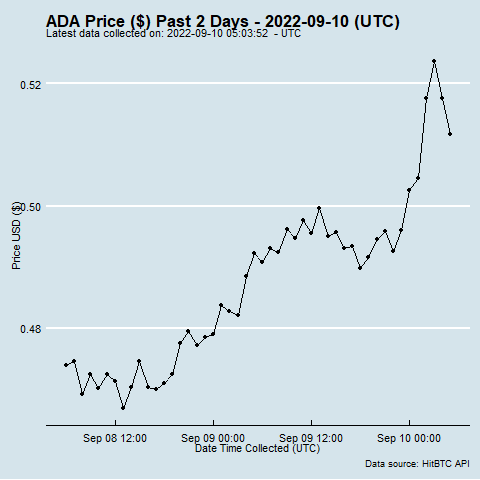 ADA Price ($) Past 2 Days - 2022-09-10 (UTC)
Latest data collected on: 2022-09-10 05:03:52 - UTC
0.52
0.50
0.48
Price USD ($)
Sep 08 12:00
Sep 09 00:00
Sep 09 12:00
Sep 10 00:00
Date Time Collected (UTC)
Data source: HitBTC API